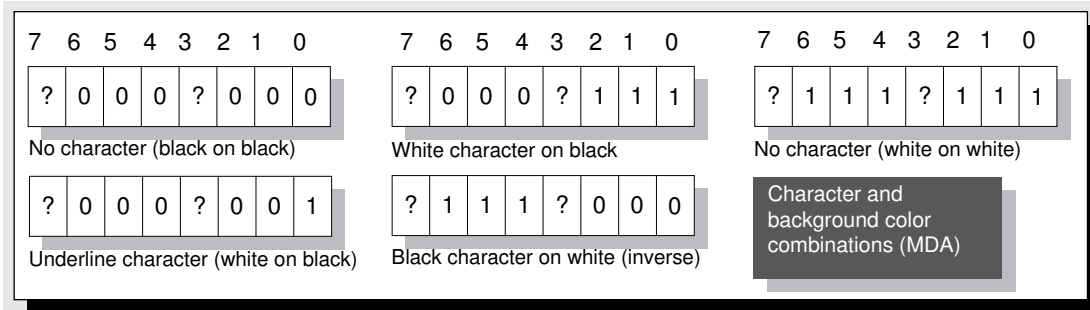 7 6 5 4 3 2 1 0
? 0 0 0 ? 0 0 0
No character (black on black)
? 0 0 0 ? 0 0 1
Underline character (white on black)
7 6 5 4 3 2 1 0
? 0 0 0 ? 1 1 1
White character on black
? 1 1 1 ? 0 0 0
Black character on white (inverse)
7 6 5 4 3 2 1 0
? 1 1 1 ? 1 1 1
No character (white on white)
Character and
background color
combinations (MDA)